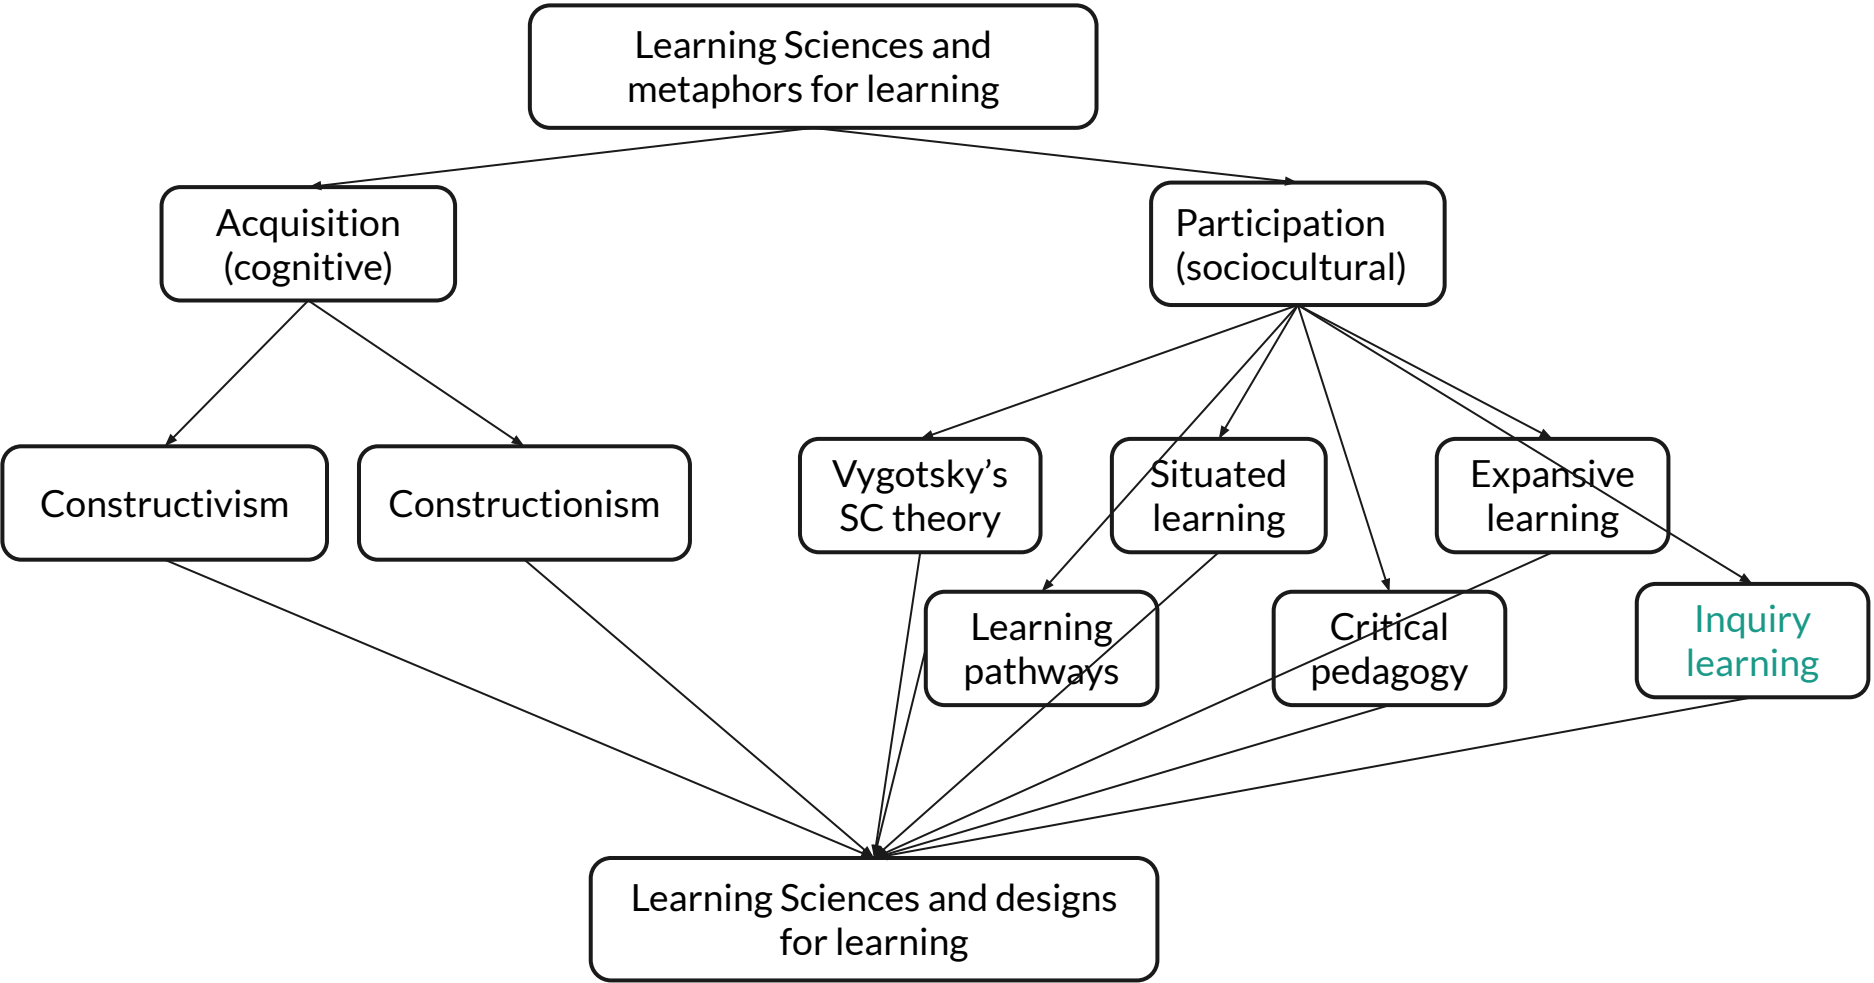 Learning Sciences and
metaphors for learning
Acquisition
(cognitive)
Participation
(sociocultural)
Constructivism
Constructionism
Vygotsky’s
SC theory
Situated
learning
Expansive
learning
Learning
pathways
Critical
pedagogy
Inquiry
learning
Learning Sciences and designs
for learning